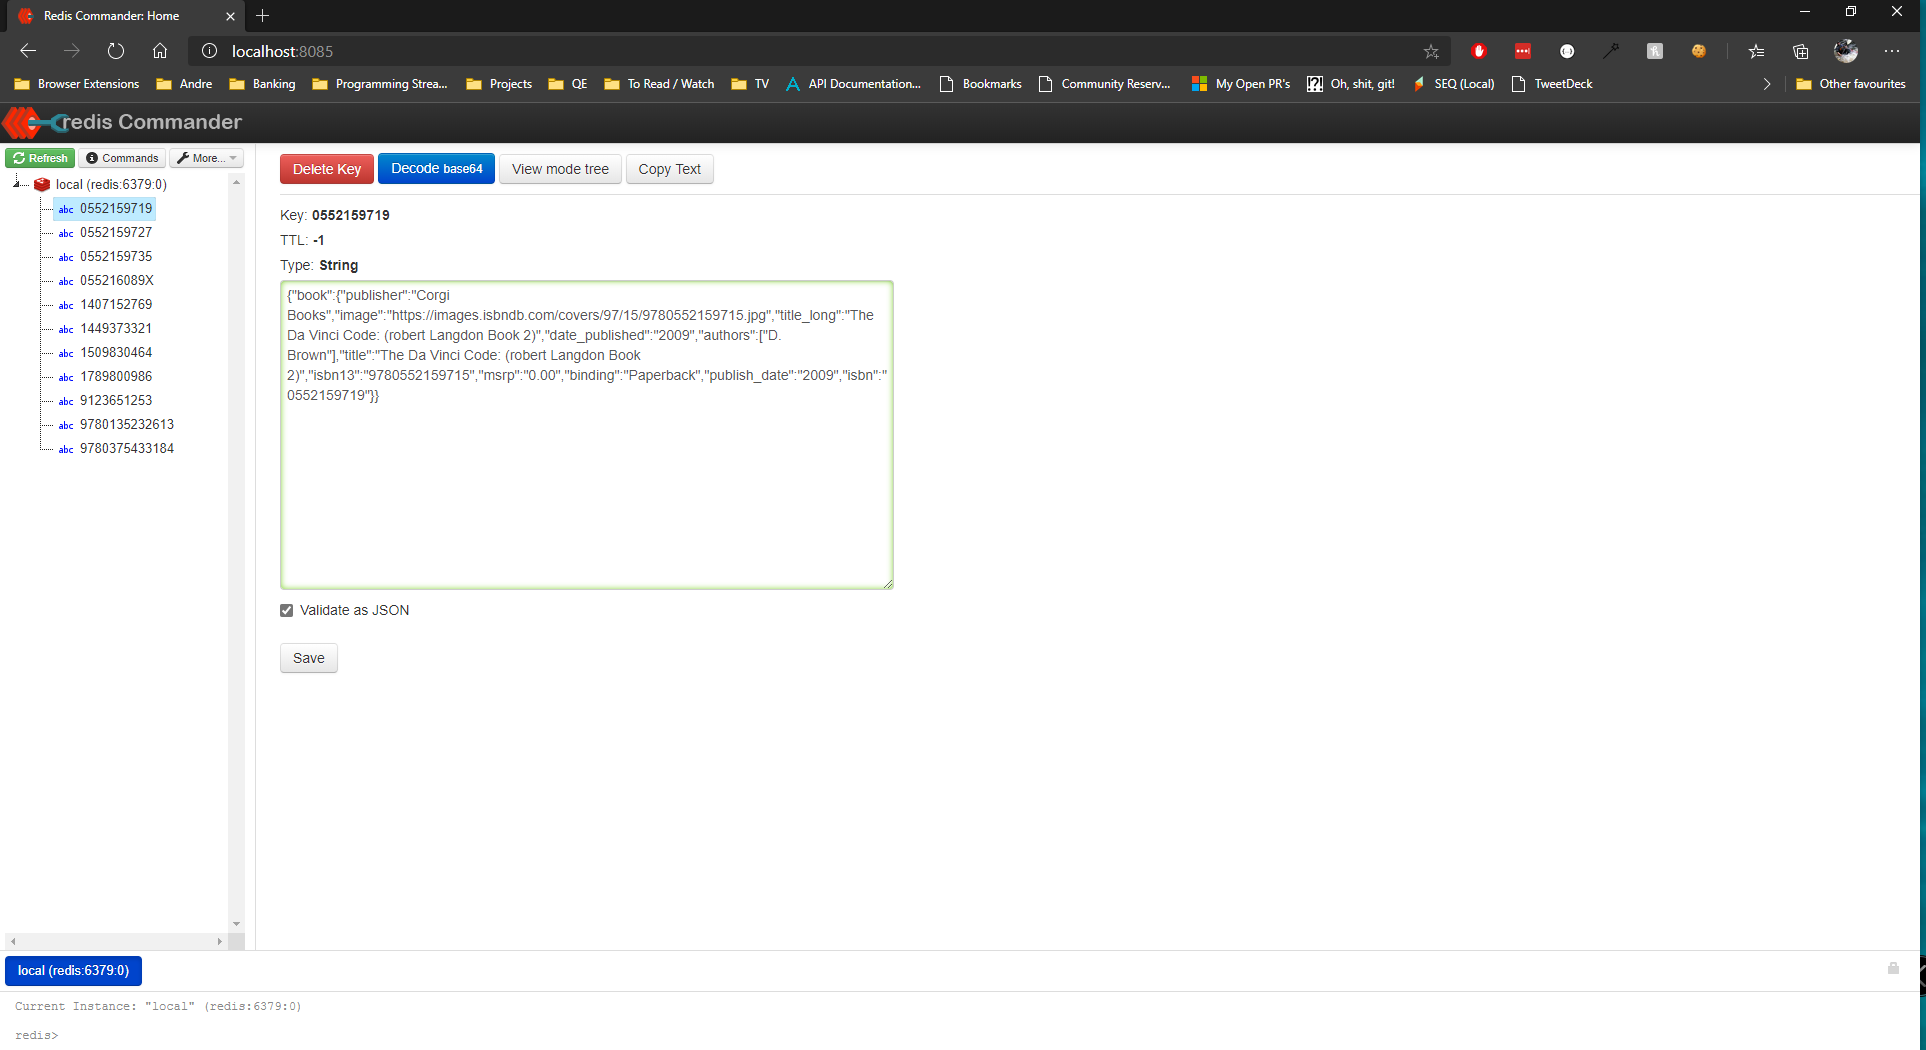 Redis Commander: Home
localhost:8085
Browser Extensions
Andre
Banking
Programming Strea...
Projects
QE
To Read / Watch
TV
API Documentation...
Bookmarks
Community Reserv...
My Open PR's
Oh, shit, git!
SEQ (Local)
TweetDeck
Other favourites
redis Commander
Refresh
Commands
More...
local (redis:6379:0)
abc 0552159719
abc 0552159727
abc 0552159735
abc 055216089X
abc 1407152769
abc 1449373321
abc 1509830464
abc 1789800986
abc 9123651253
abc 9780135232613
abc 9780375433184
Delete Key
Decode base64
View mode tree
Copy Text
Key: 0552159719
TTL: -1
Type: String
{"book":{"publisher":"Corgi
Books","image":"https://images.isbndb.com/covers/97/15/9780552159715.jpg","title_long":"The
Da Vinci Code: (robert Langdon Book 2)","date_published":"2009","authors":["D.
Brown"],"title":"The Da Vinci Code: (robert Langdon Book
2)","isbn13":"9780552159715","msrp":"0.00","binding":"Paperback","publish_date":"2009","isbn":"
0552159719"}}
Validate as JSON
Save
local (redis:6379:0)
Current Instance: "local" (redis:6379:0)
redis>